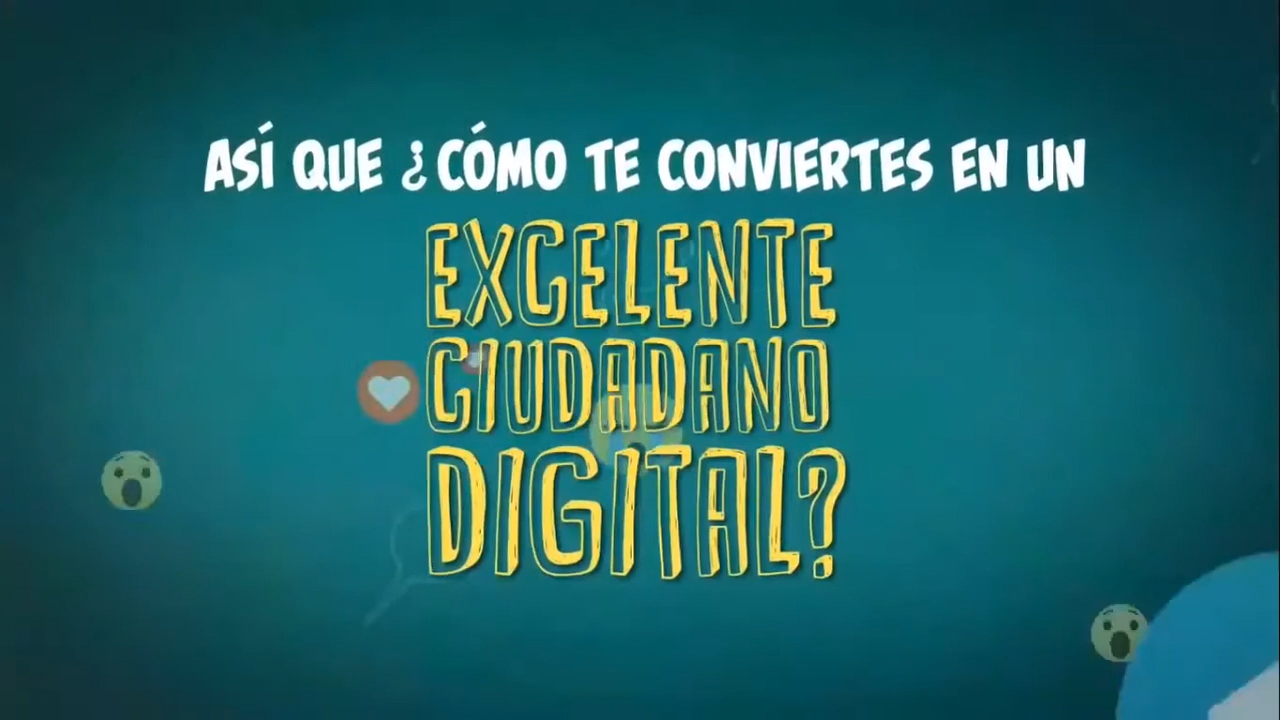 ASÍ QUE ¿CÓMO TE CONVIERTES EN UN
EXCELENTE
CIUDADANO
DIGITAL?